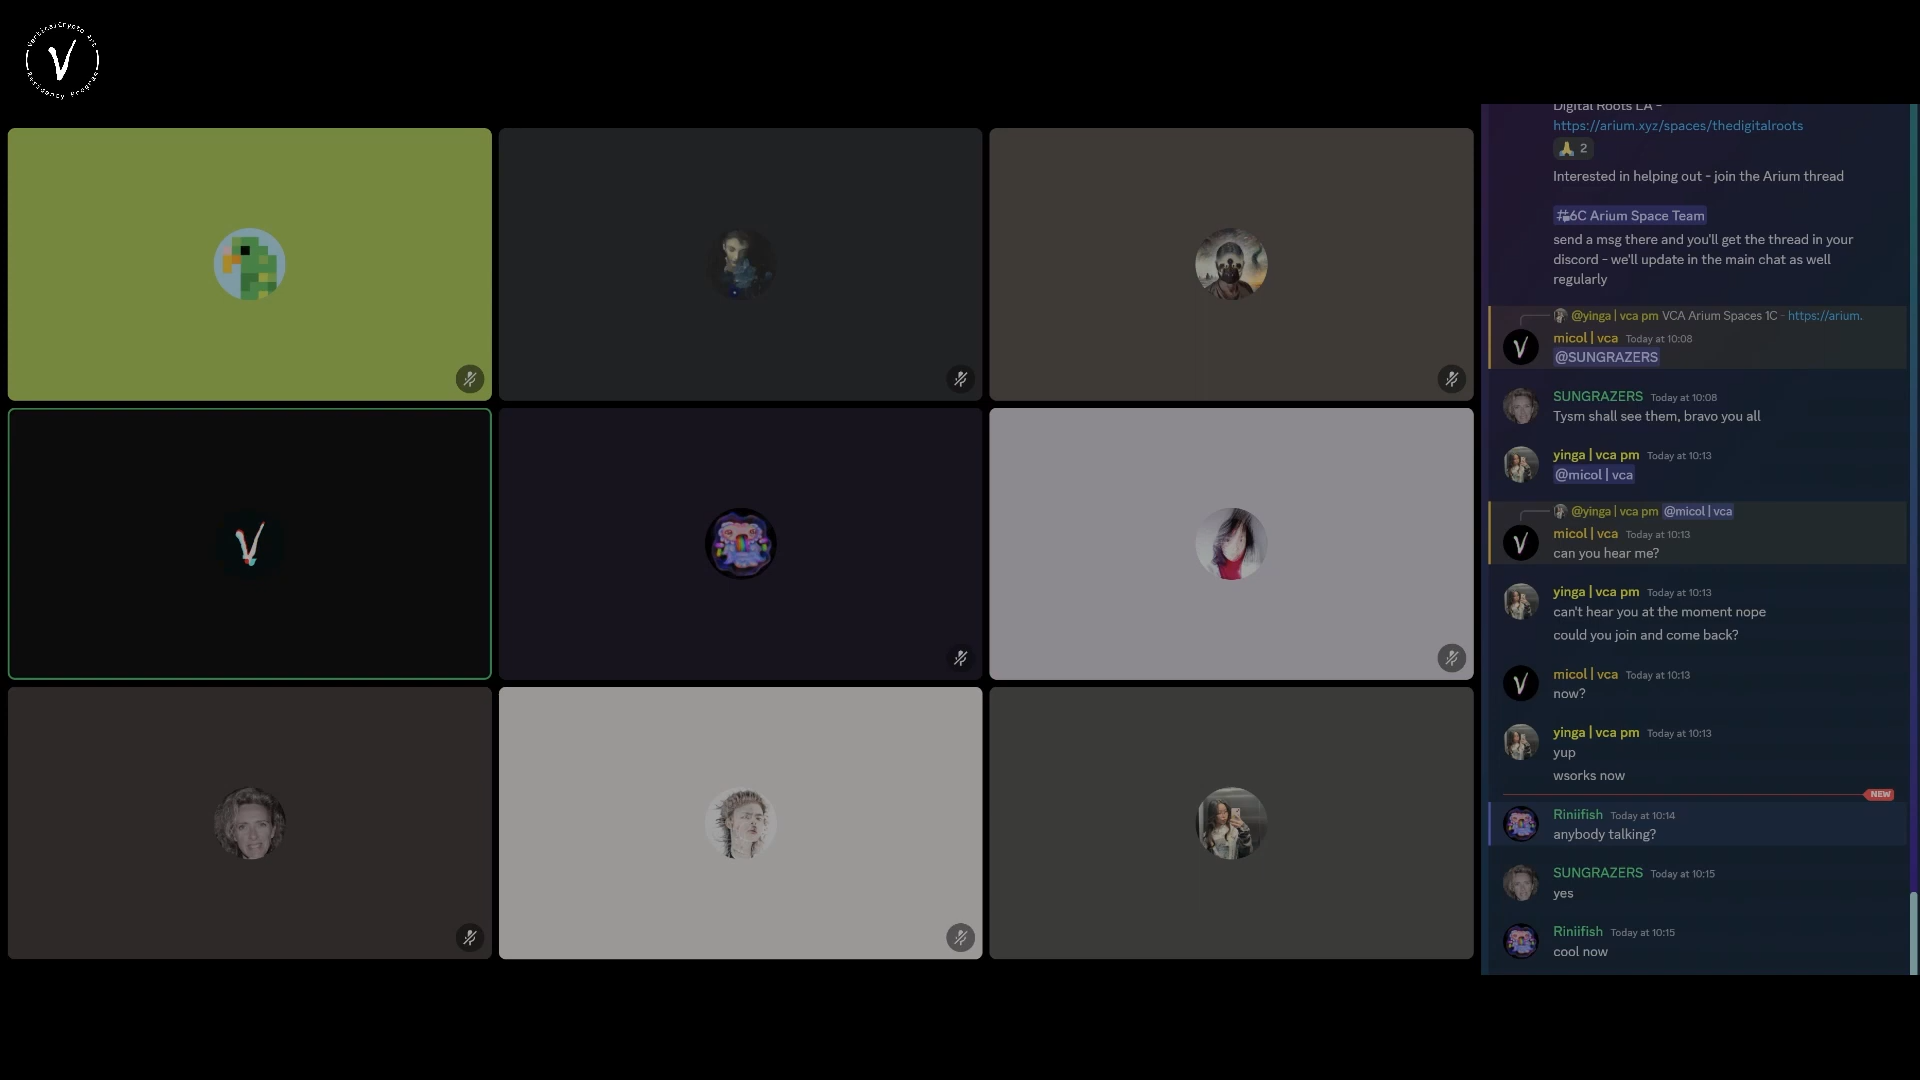 Vertical Crypto Art
Residency Program
V
Digital Roots LA -
https://arium.xyz/spaces/thedigitalroots
🙏 2
Interested in helping out - join the Arium thread
#6C Arium Space Team
send a msg there and you'll get the thread in your
discord - we'll update in the main chat as well
regularly
@yinga | vca pm VCA Arium Spaces 1C - https://arium.
micol | vca Today at 10:08
@SUNGRAZERS
SUNGRAZERS Today at 10:08
Tysm shall see them, bravo you all
yinga | vca pm Today at 10:13
@micol | vca
@yinga | vca pm @micol | vca
micol | vca Today at 10:13
can you hear me?
yinga | vca pm Today at 10:13
can't hear you at the moment nope
could you join and come back?
micol | vca Today at 10:13
now?
yinga | vca pm Today at 10:13
yup
wsorks now
NEW
Riniifish Today at 10:14
anybody talking?
SUNGRAZERS Today at 10:15
yes
Riniifish Today at 10:15
cool now